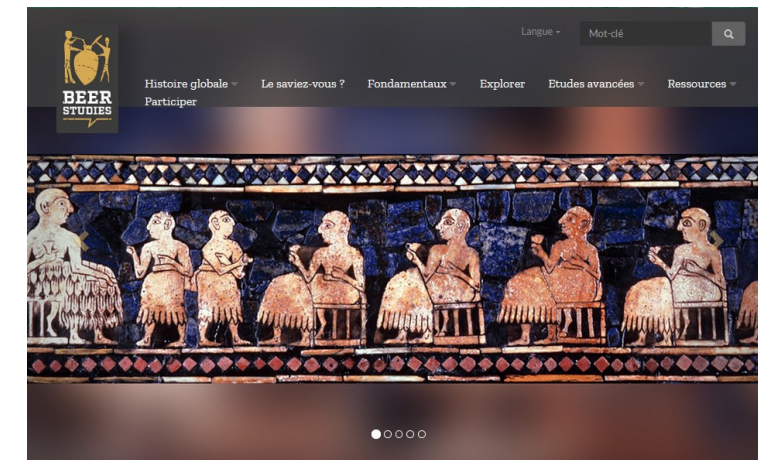 Langue
Mot-clé
BEER
STUDIES
Histoire globale
Le saviez-vous ?
Fondamentaux
Explorer
Etudes avancées
Ressources
Participer